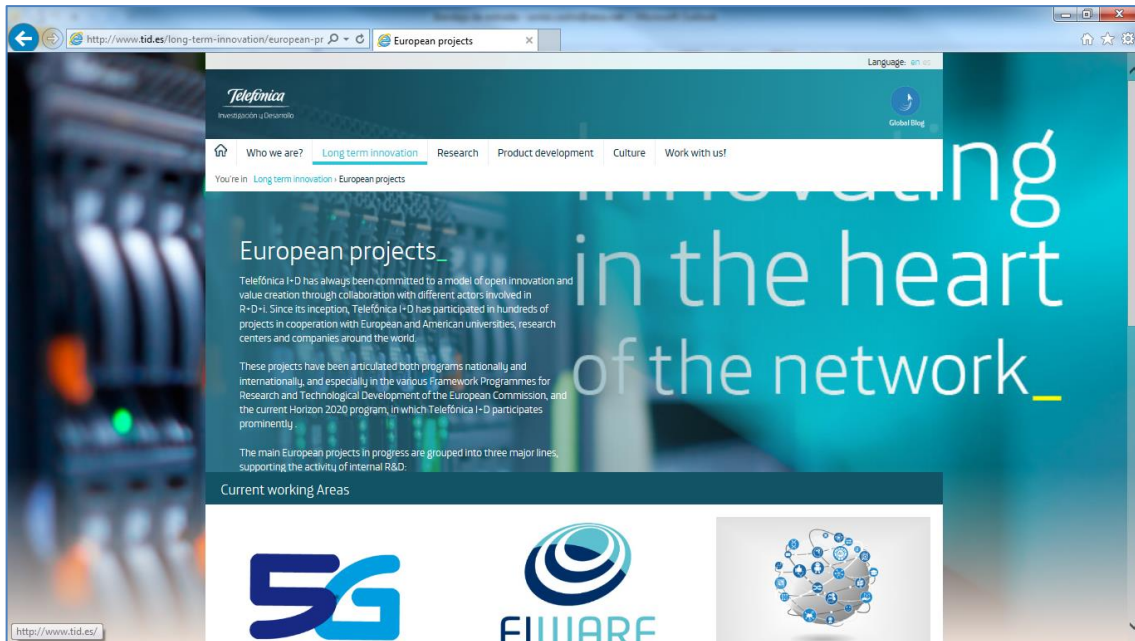 http://www.tid.es/long-term-innovation/european-pr
European projects
Language: en es
Telefónica
Investigación y Desarrollo
Global Blog
Who we are?
Long term innovation
Research
Product development
Culture
Work with us!
You're in Long term innovation › European projects
in the heart
of the network_
European projects_
Telefónica I+D has always been committed to a model of open innovation and
value creation through collaboration with different actors involved in
R+D+i. Since its inception, Telefónica I+D has participated in hundreds of
projects in cooperation with European and American universities, research
centers and companies around the world.
These projects have been articulated both programs nationally and
internationally, and especially in the various Framework Programmes for
Research and Technological Development of the European Commission, and
the current Horizon 2020 program, in which Telefónica I+D participates
prominently .
The main European projects in progress are grouped into three major lines,
supporting the activity of internal R&D:
Current working Areas
5G
FIWARE
http://www.tid.es/